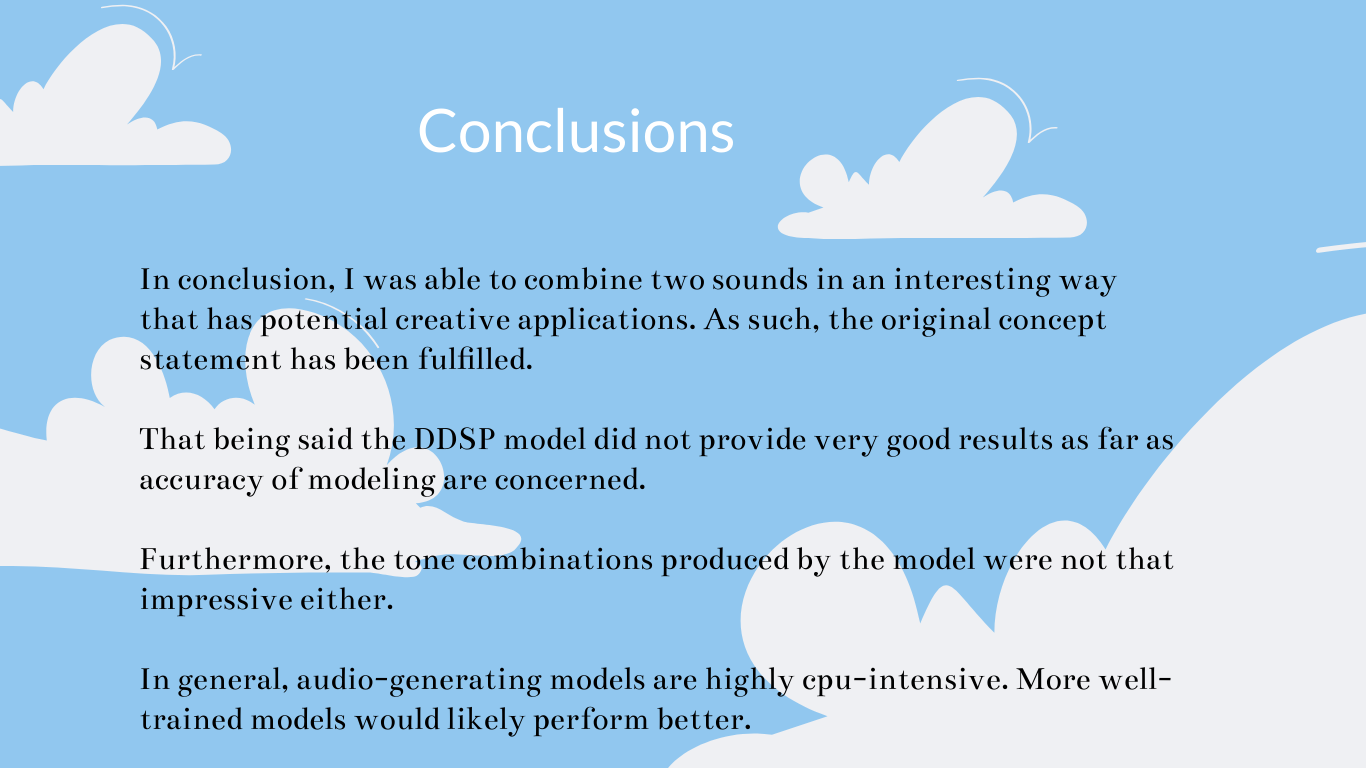 Conclusions
In conclusion, I was able to combine two sounds in an interesting way
that has potential creative applications. As such, the original concept
statement has been fulfilled.
That being said the DDSP model did not provide very good results as far as
accuracy of modeling are concerned.
Furthermore, the tone combinations produced by the model were not that
impressive either.
In general, audio-generating models are highly cpu-intensive. More well-
trained models would likely perform better.